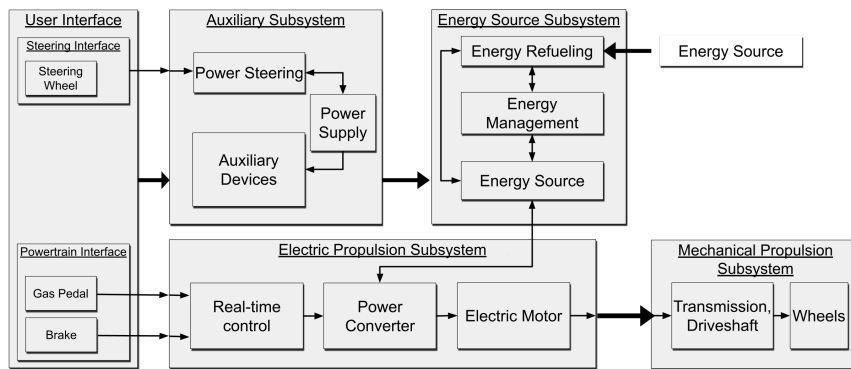 User Interface
Steering Interface
Steering
Wheel
Powertrain Interface
Gas Pedal
Brake
Auxiliary Subsystem
Power Steering
Power
Supply
Auxiliary
Devices
Energy Source Subsystem
Energy Refueling
Energy
Management
Energy Source
Energy Source
Electric Propulsion Subsystem
Real-time
control
Power
Converter
Electric Motor
Mechanical Propulsion
Subsystem
Transmission,
Driveshaft
Wheels